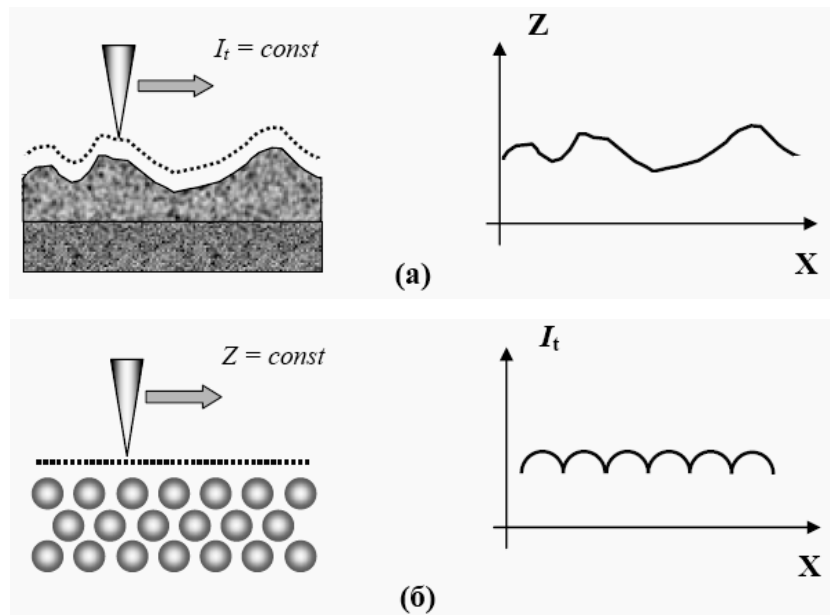 I_t = const
Z
X
(а)
Z = const
I_t
X
(б)